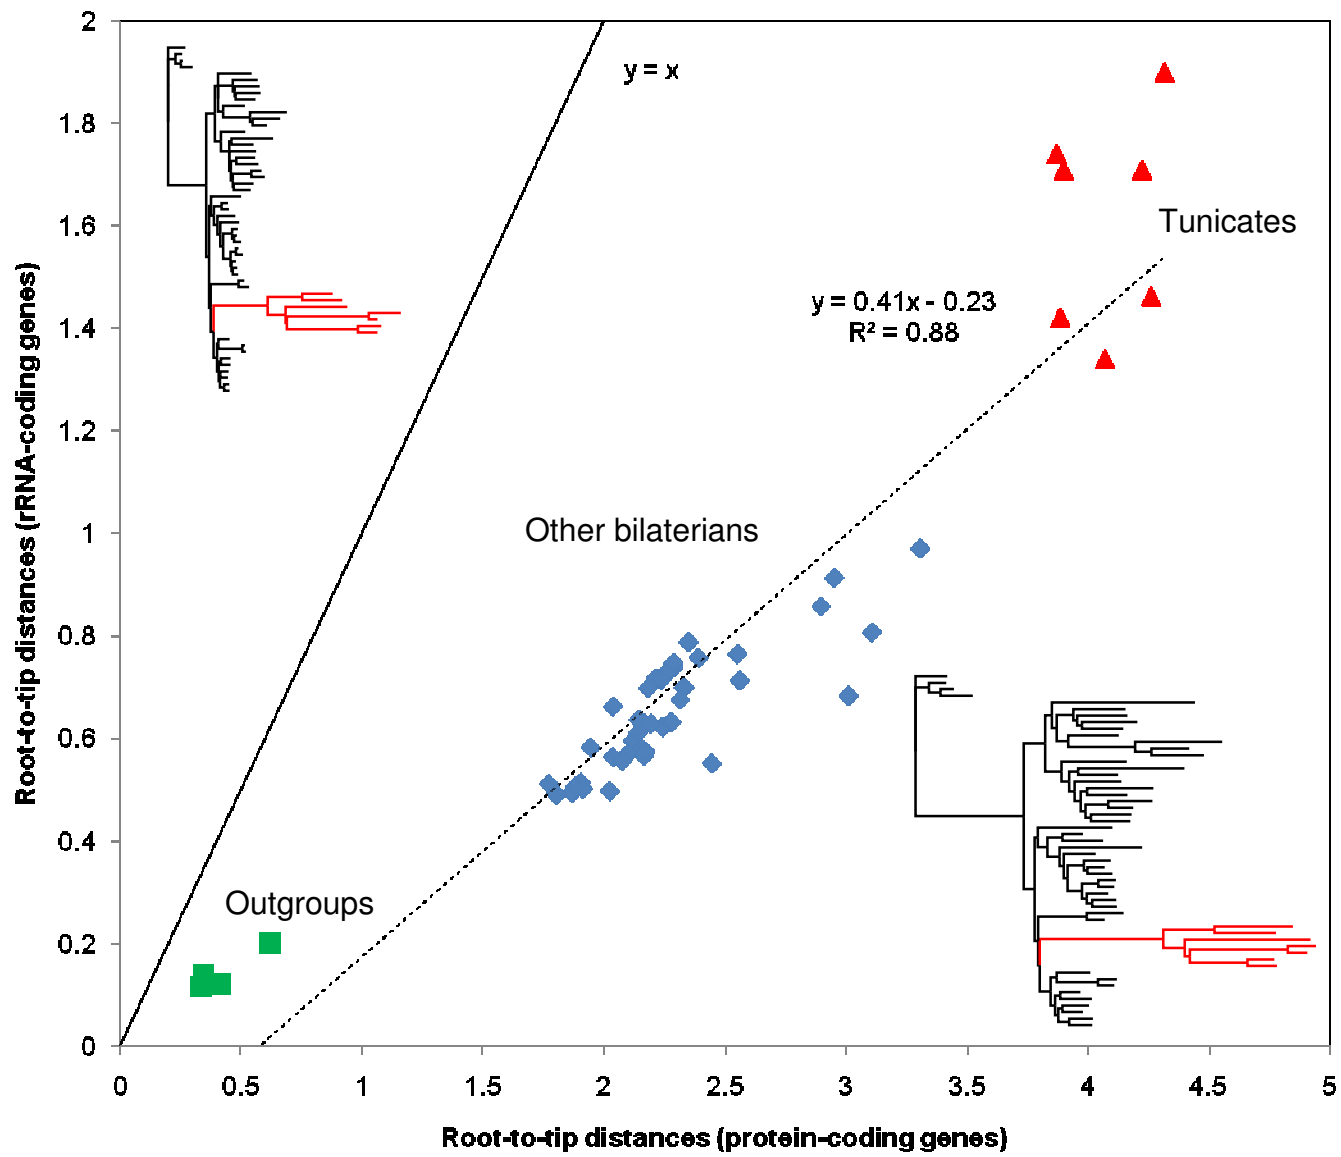 2
y = x
1.8
1.6
Tunicates
y = 0.41x - 0.23
R² = 0.88
1.4
1.2
1
Other bilaterians
0.8
0.6
0.4
Outgroups
0.2
0
Root-to-tip distances (rRNA-coding genes)
0 0.5 1 1.5 2 2.5 3 3.5 4 4.5 5
Root-to-tip distances (protein-coding genes)